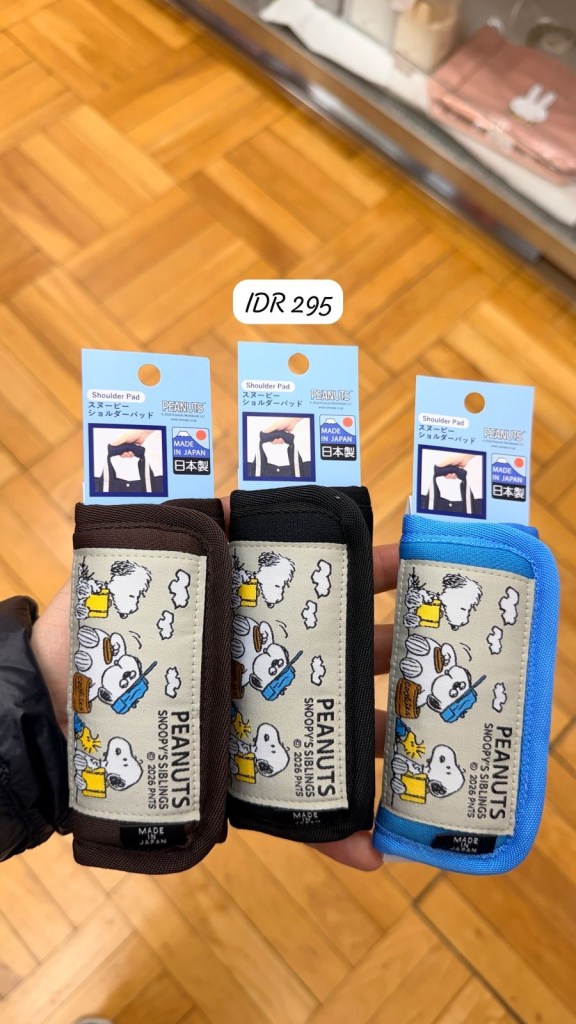 IDR 295
Shoulder Pad
スヌーピー
ショルダーパッド
PEANUTS
MADE
IN JAPAN
日本製
Shoulder Pad
スヌーピー
ショルダーパッド
PEANUTS
MADE
IN JAPAN
日本製
Shoulder Pad
スヌーピー
ショルダーパッド
PEANUTS
MADE
IN JAPAN
日本製
PEANUTS
SNOOPY'S SIBLINGS
© 2026 PNTS
MADE
IN
JAPAN
PEANUTS
SNOOPY'S SIBLINGS
© 2026 PNTS
MADE
IN
JAPAN
PEANUTS
SNOOPY'S SIBLINGS
© 2026 PNTS
MADE
IN
JAPAN